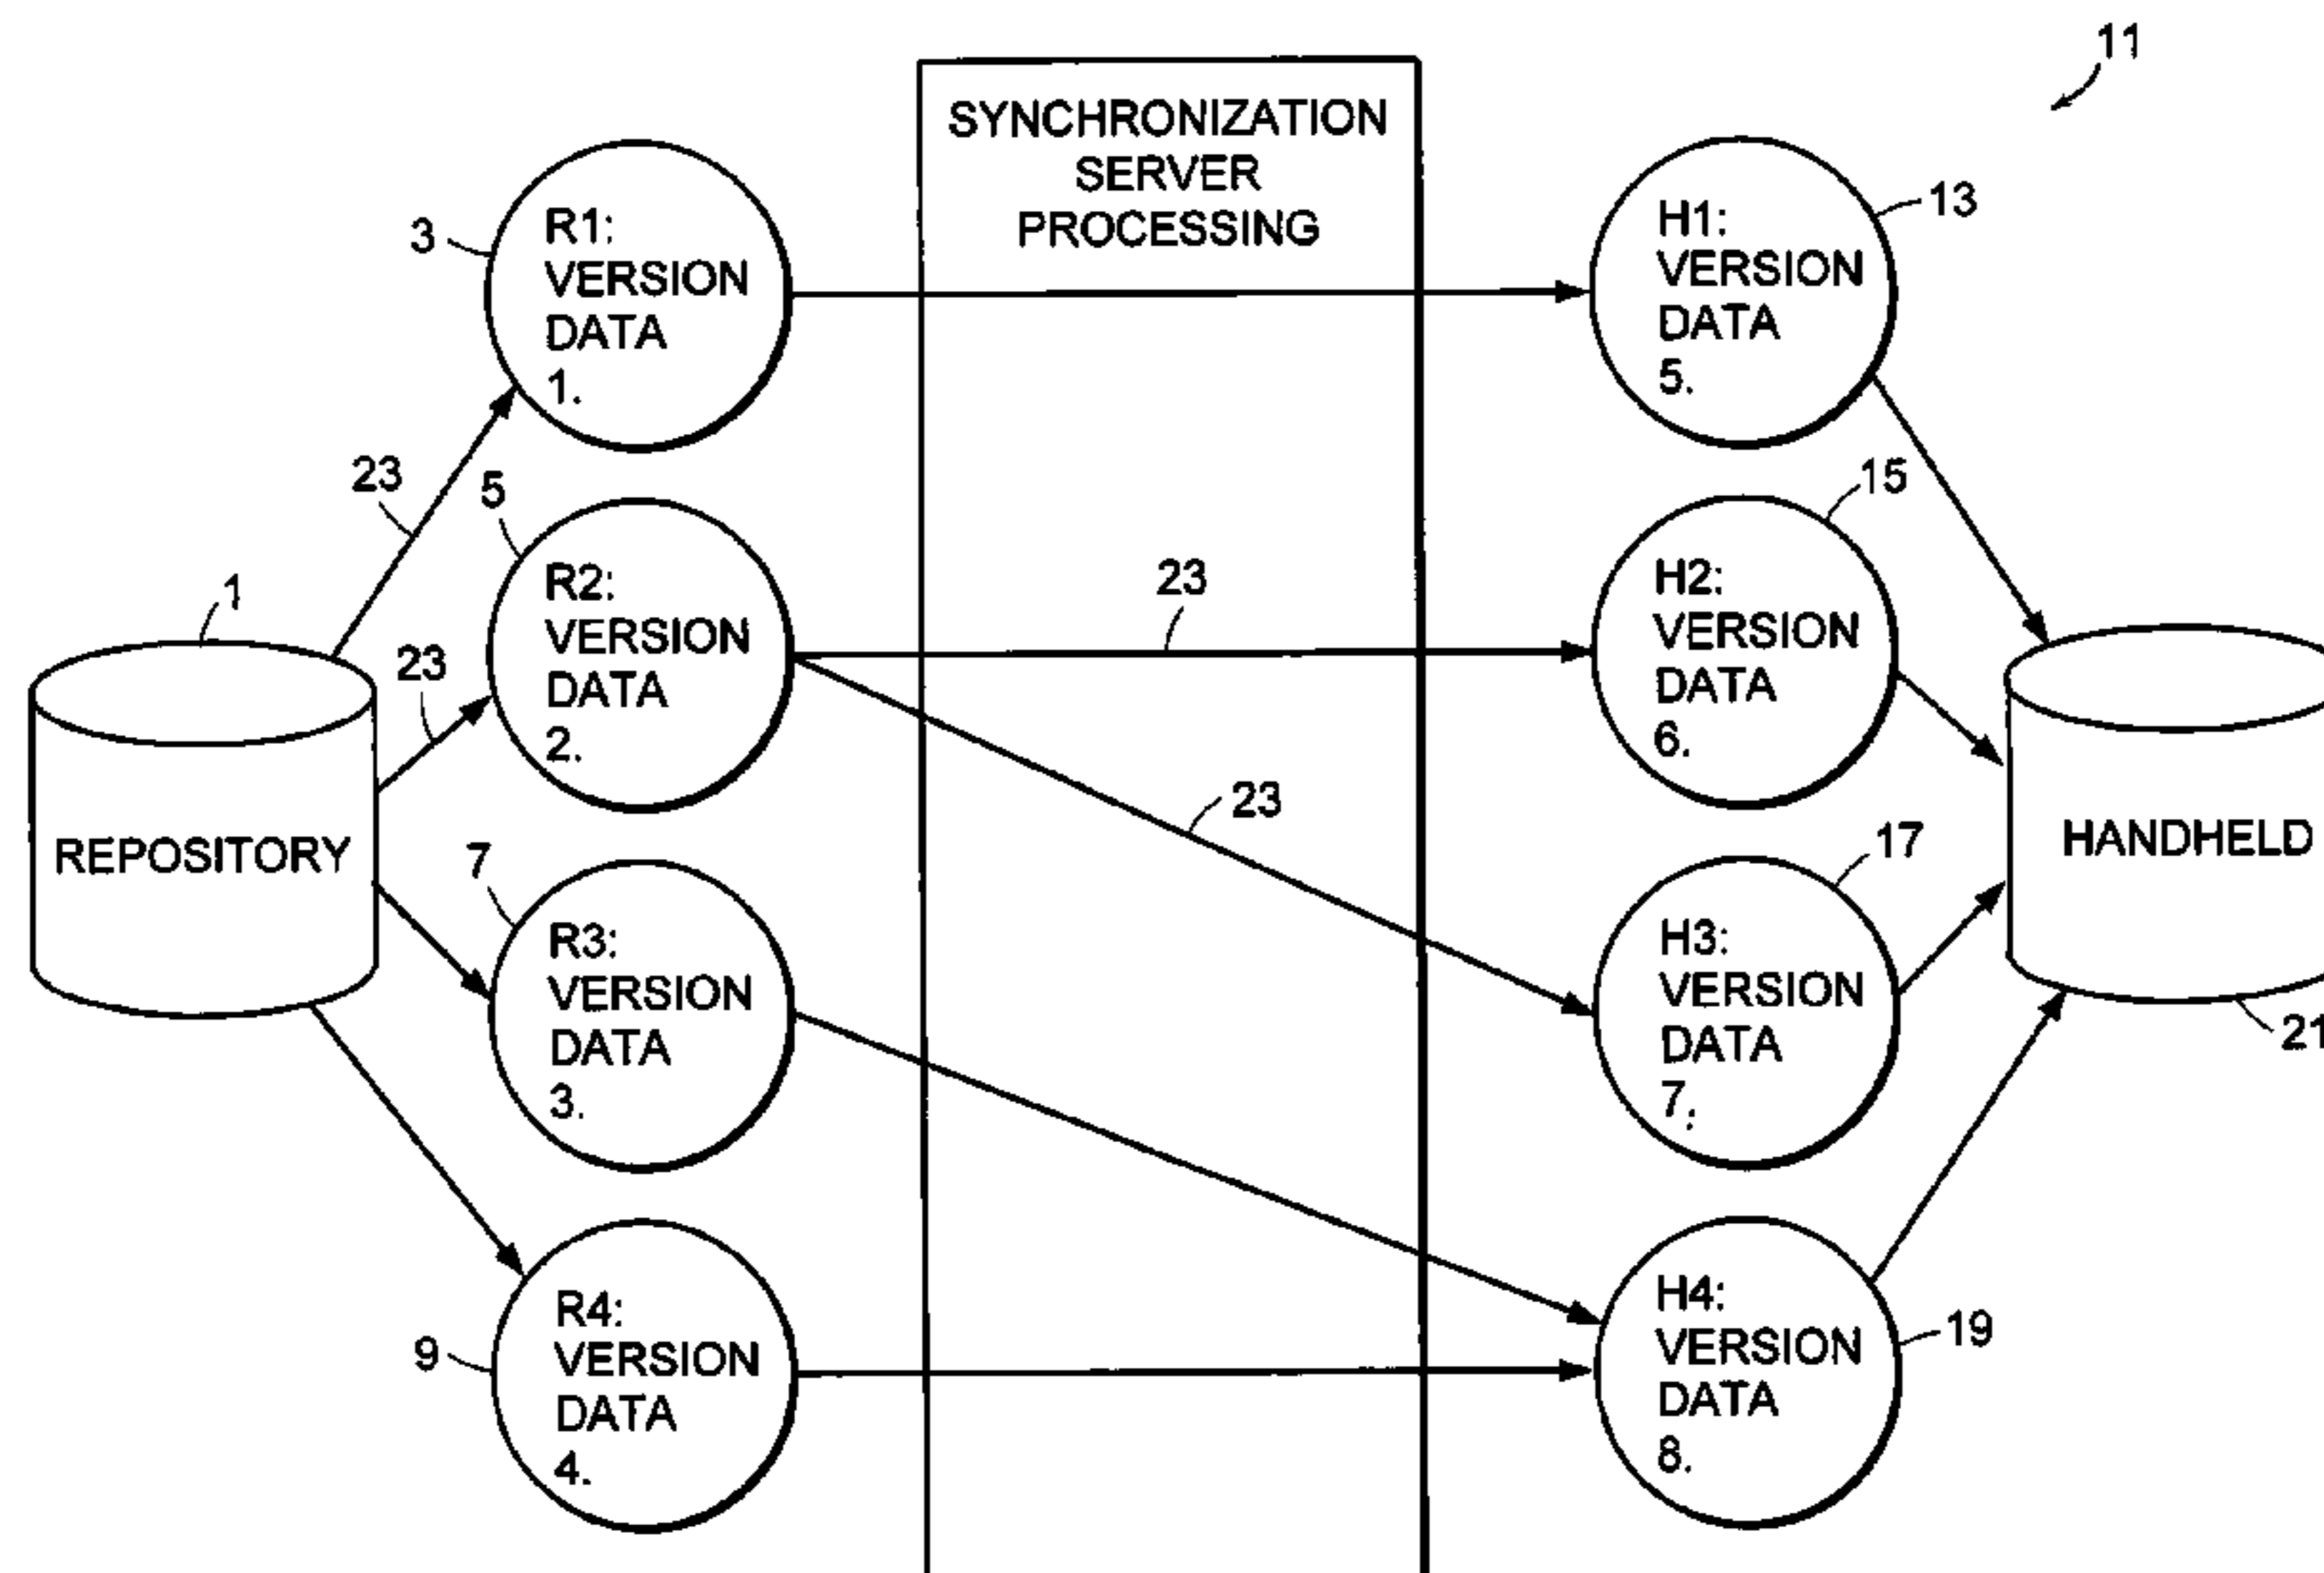 11
SYNCHRONIZATION
SERVER
PROCESSING
3
R1:
VERSION
DATA
1.
H1:
VERSION
DATA
5.
13
23
5
R2:
VERSION
DATA
2.
23
H2:
VERSION
DATA
6.
15
1
23
REPOSITORY
23
HANDHELD
7
R3:
VERSION
DATA
3.
H3:
VERSION
DATA
7.
17
21
9
R4:
VERSION
DATA
4.
H4:
VERSION
DATA
8.
19